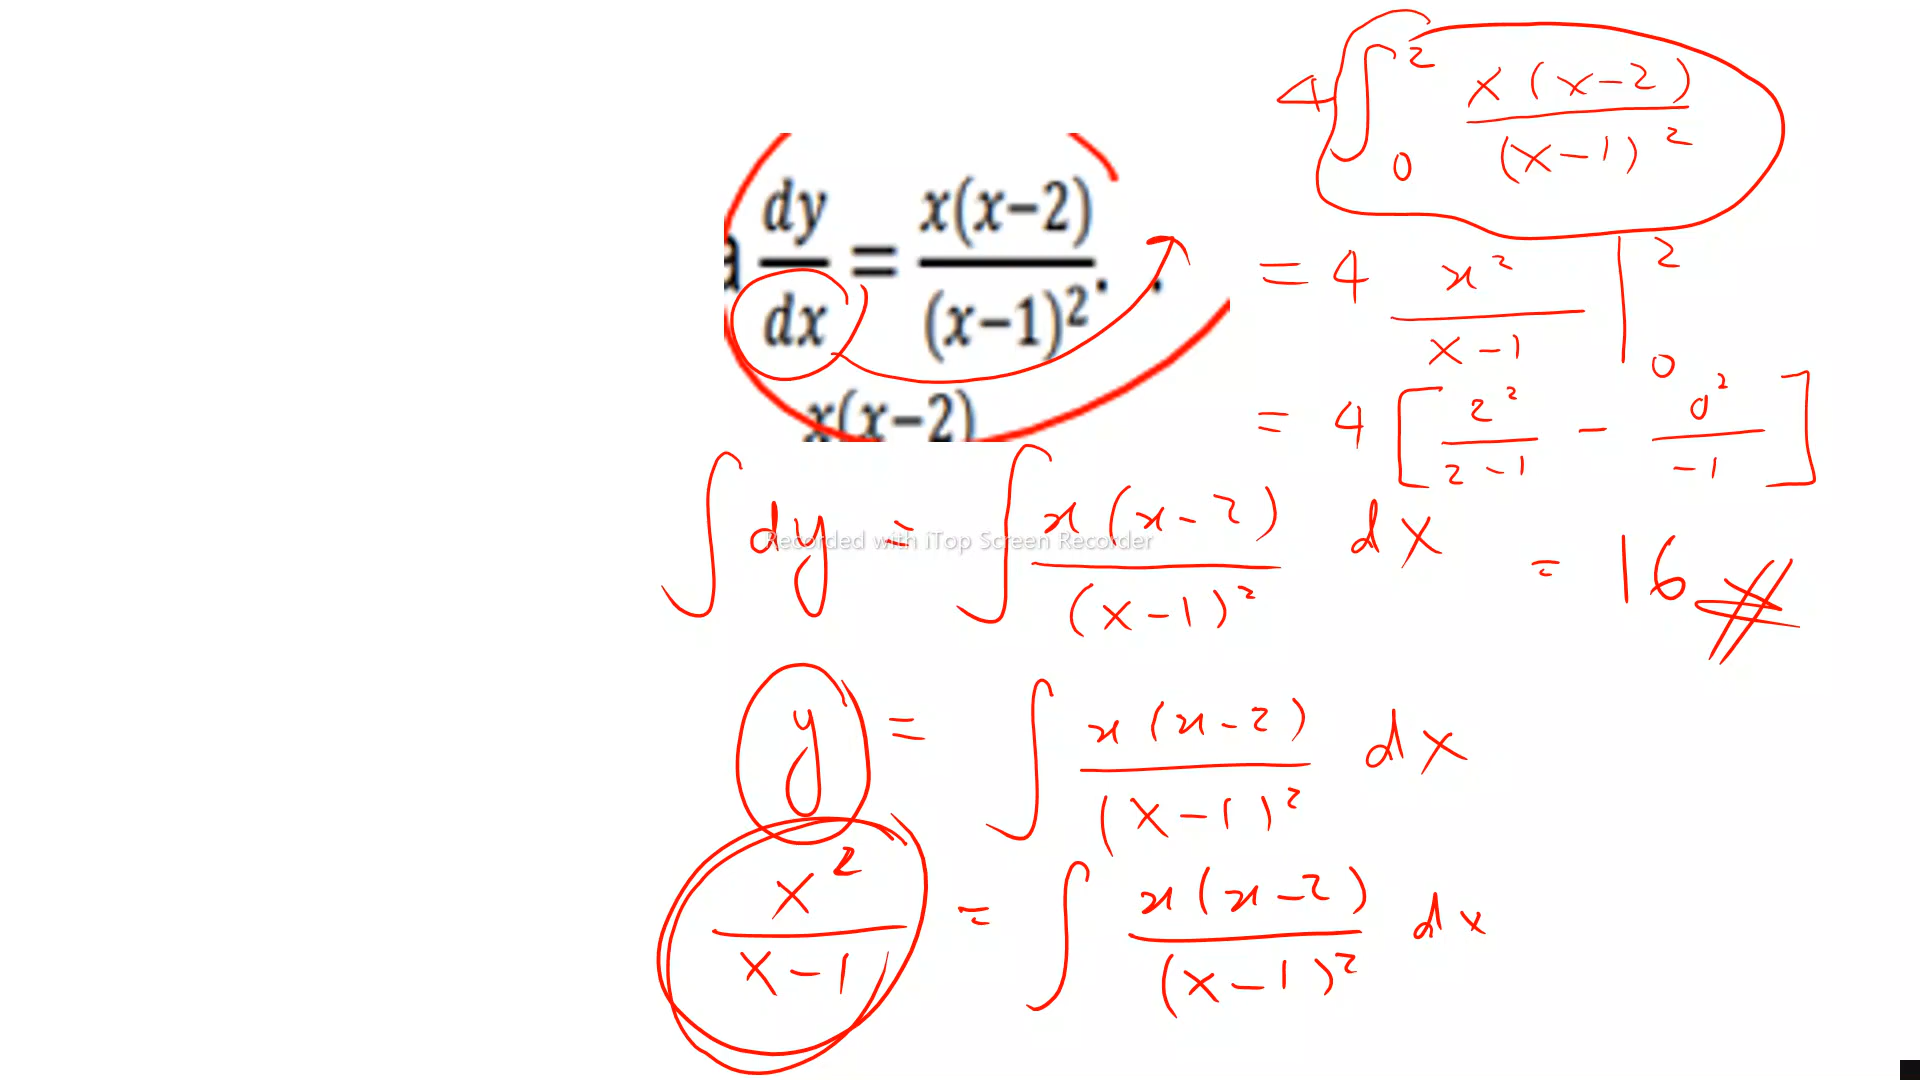 dy/dx = x(x−2)/(x−1)². .
x(x−2)
4∫₀² x(x−2)/(x−1)²
= 4 x²/(x−1) |₀²
= 4 [2²/(2−1) − 0²/−1]
= 16
∫dy = ∫ x(x−2)/(x−1)² dx
Recorded with iTop Screen Recorder
y = ∫ x(x−2)/(x−1)² dx
x²/(x−1) = ∫ x(x−2)/(x−1)² dx